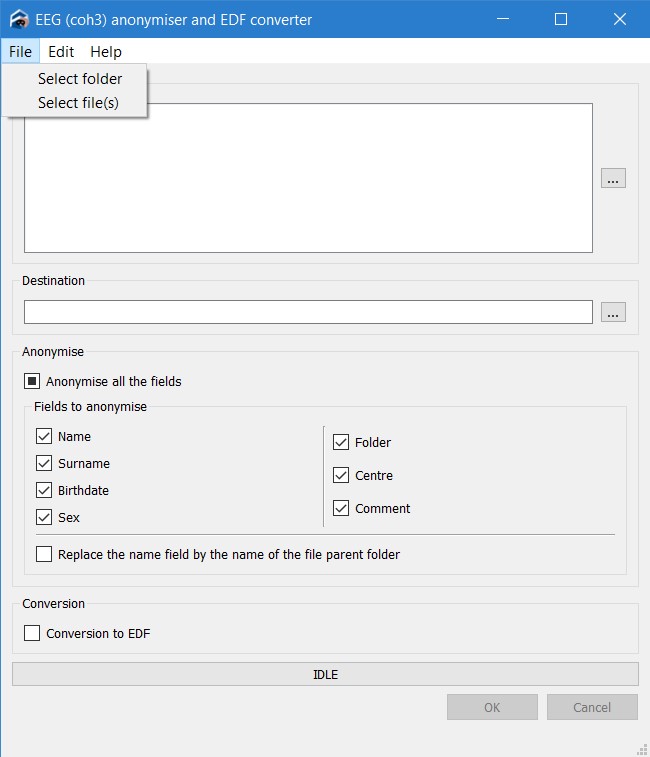 EEG (coh3) anonymiser and EDF converter
File Edit Help
Select folder
Select file(s)
...
Destination
...
Anonymise
Anonymise all the fields
Fields to anonymise
Name
Surname
Birthdate
Sex
Folder
Centre
Comment
Replace the name field by the name of the file parent folder
Conversion
Conversion to EDF
IDLE
OK Cancel